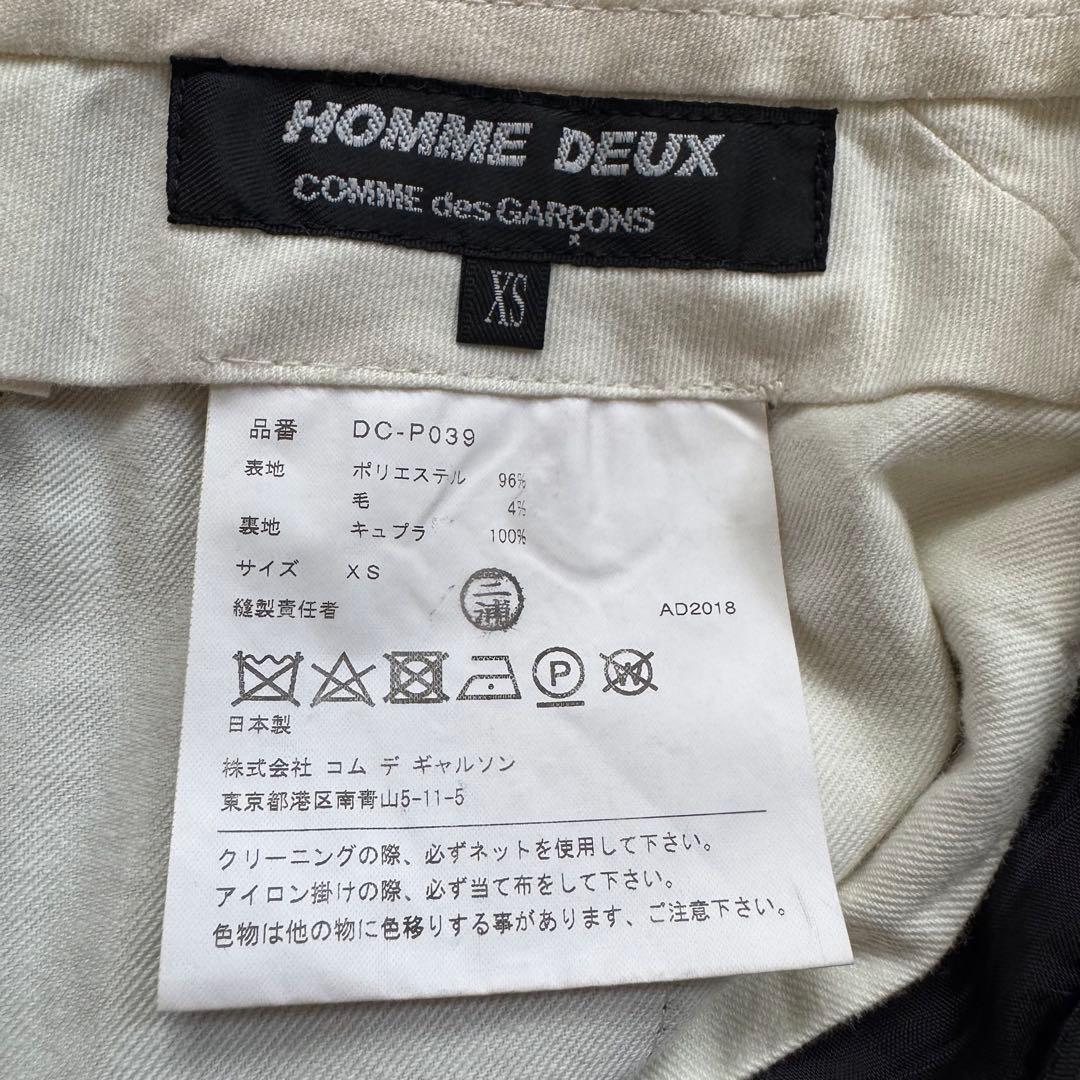 HOMME DEUX
COMME des GARÇONS
XS
品番 DC-P039
表地 ポリエステル 96%
毛 4%
裏地 キュプラ 100%
サイズ XS
三浦
縫製責任者 AD2018
P W
日本製
株式会社 コム デ ギャルソン
東京都港区南青山5-11-5
クリーニングの際、必ずネットを使用して下さい。
アイロン掛けの際、必ず当て布をして下さい。
色物は他の物に色移りする事があります、ご注意下さい。